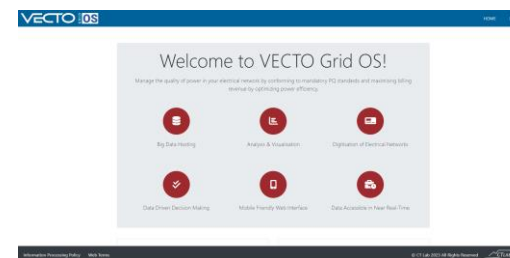 VECTO OS
HOME
Welcome to VECTO Grid OS!
Manage the quality of power in your electrical network by conforming to mandatory PQ standards and maximising billing
revenue by optimizing power efficiency.
Big Data Hosting
Analysis & Visualisation
Digitisation of Electrical Networks
Data Driven Decision Making
Mobile Friendly Web Interface
Data Accessible in Near Real-Time
Information Processing Policy
Web Terms
© CT Lab 2023 All Rights Reserved